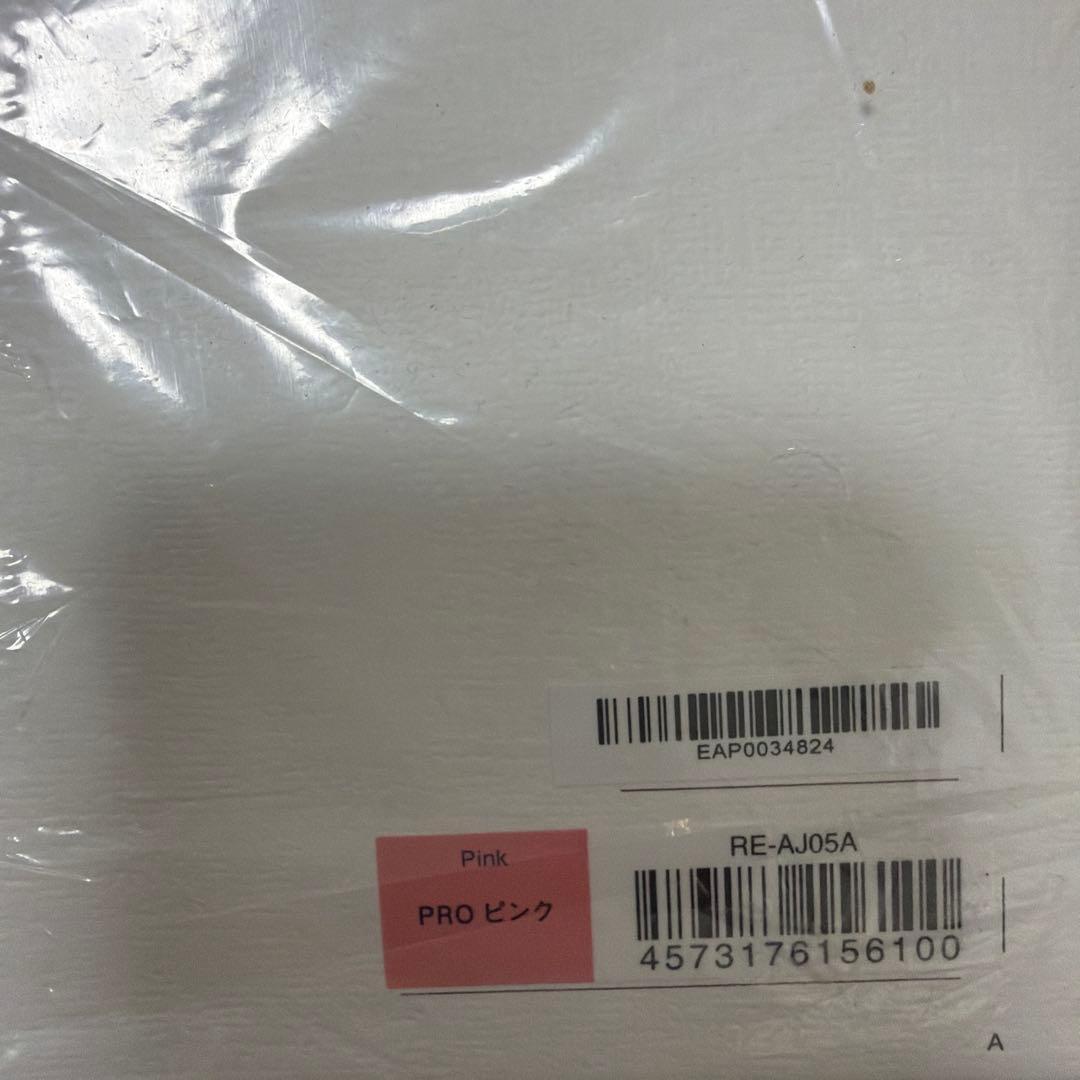 EAP0034824
Pink
PRO ピンク
RE-AJ05A
4573176156100
A